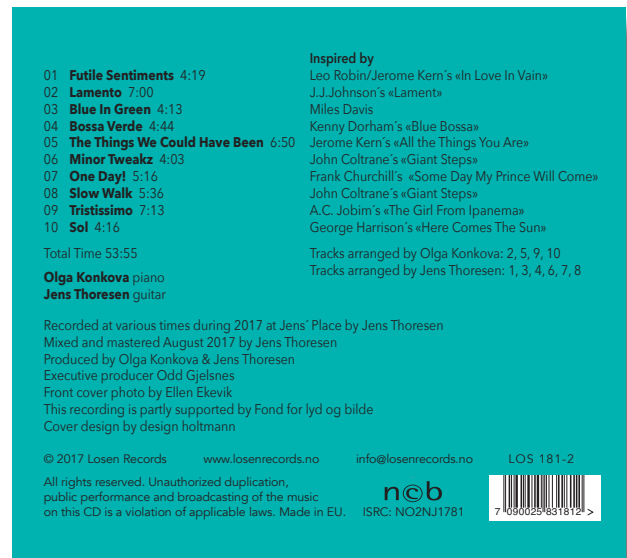 Inspired by
01 Futile Sentiments 4:19 Leo Robin/Jerome Kern´s «In Love In Vain»
02 Lamento 7:00 J.J.Johnson´s «Lament»
03 Blue In Green 4:13 Miles Davis
04 Bossa Verde 4:44 Kenny Dorham´s «Blue Bossa»
05 The Things We Could Have Been 6:50 Jerome Kern´s «All the Things You Are»
06 Minor Tweakz 4:03 John Coltrane´s «Giant Steps»
07 One Day! 5:16 Frank Churchill´s «Some Day My Prince Will Come»
08 Slow Walk 5:36 John Coltrane´s «Giant Steps»
09 Tristissimo 7:13 A.C. Jobim´s «The Girl From Ipanema»
10 Sol 4:16 George Harrison´s «Here Comes The Sun»
Total Time 53:55 Tracks arranged by Olga Konkova: 2, 5, 9, 10
Tracks arranged by Jens Thoresen: 1, 3, 4, 6, 7, 8
Olga Konkova piano
Jens Thoresen guitar
Recorded at various times during 2017 at Jens´ Place by Jens Thoresen
Mixed and mastered August 2017 by Jens Thoresen
Produced by Olga Konkova & Jens Thoresen
Executive producer Odd Gjelsnes
Front cover photo by Ellen Ekevik
This recording is partly supported by Fond for lyd og bilde
Cover design by design holtmann
© 2017 Losen Records www.losenrecords.no info@losenrecords.no LOS 181-2
All rights reserved. Unauthorized duplication,
public performance and broadcasting of the music
on this CD is a violation of applicable laws. Made in EU.
n©b
ISRC: NO2NJ1781
7 090025 831812 >